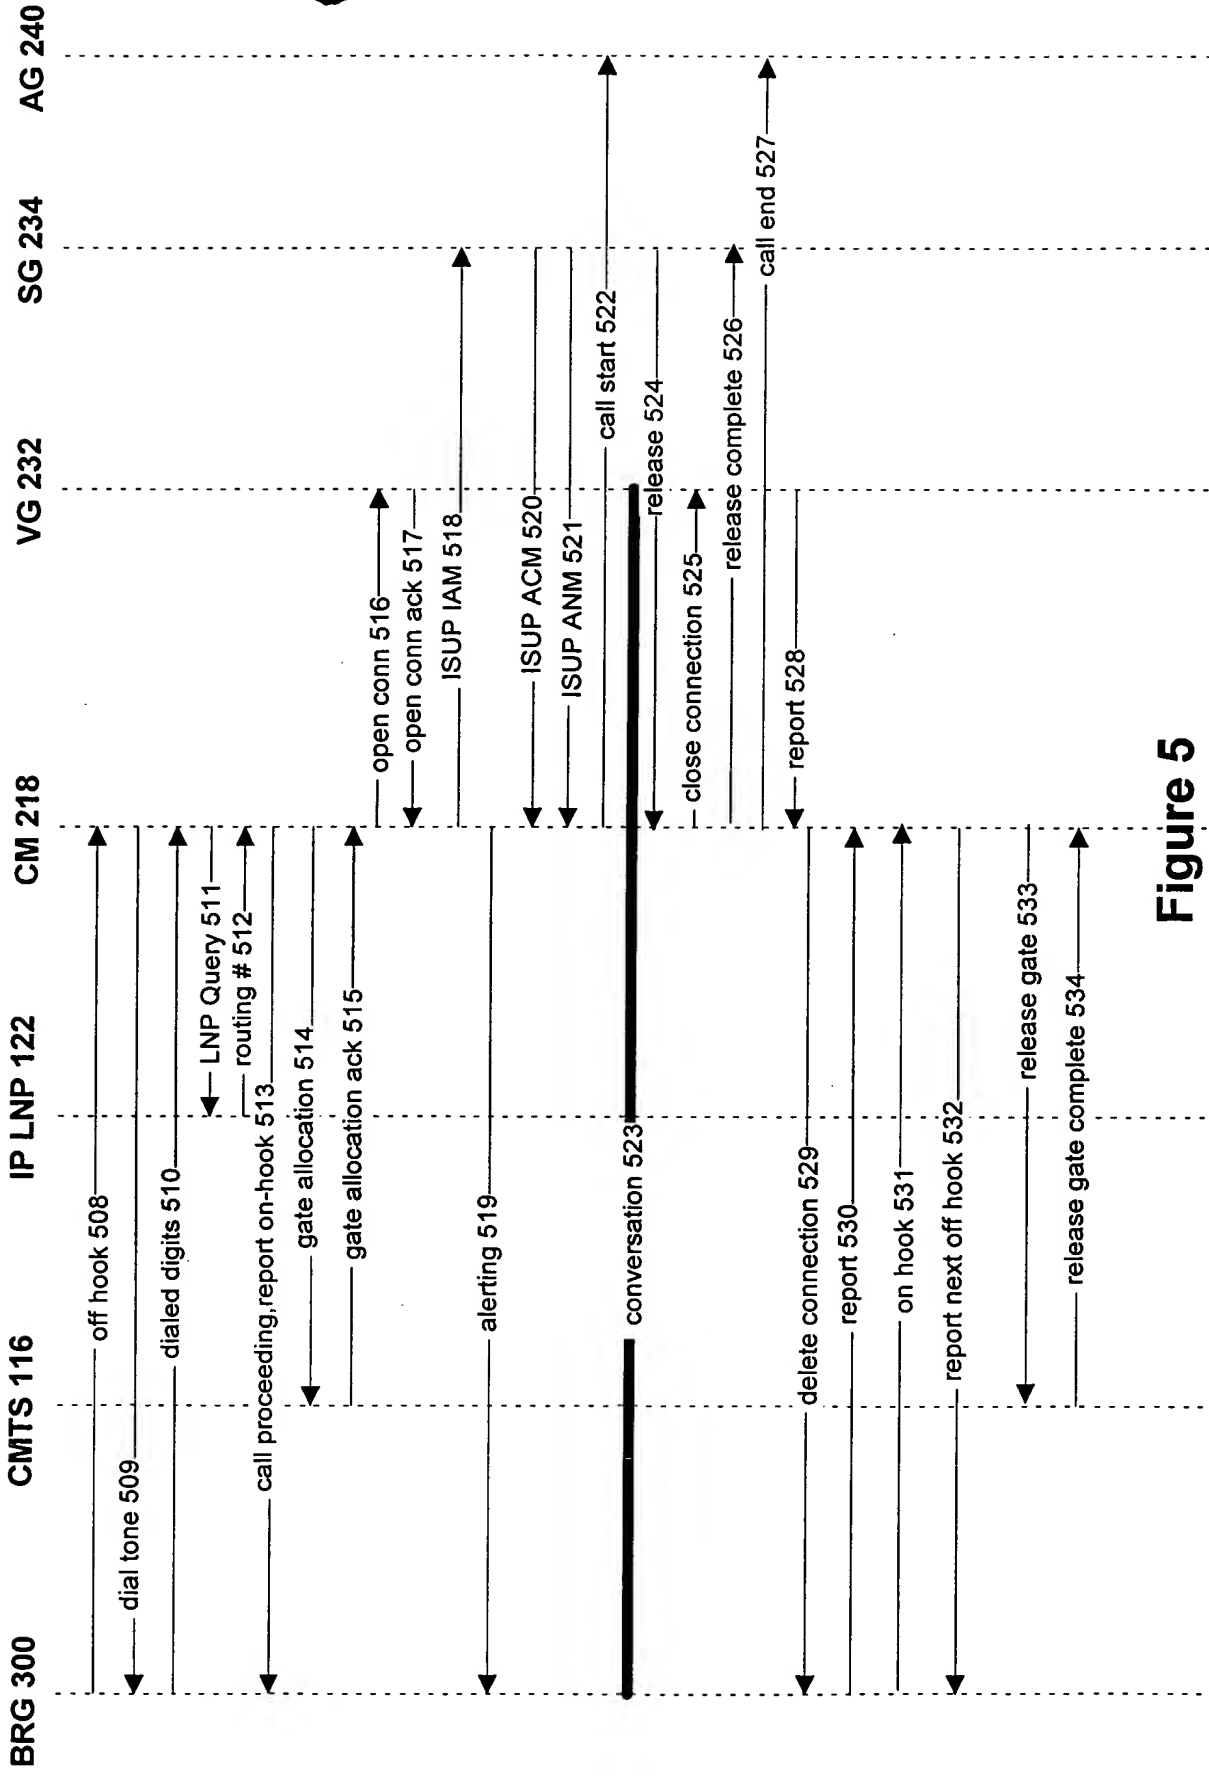 BRG 300
CMTS 116
IP LNP 122
CM 218
VG 232
SG 234
AG 240
off hook 508
dial tone 509
dialed digits 510
LNP Query 511
routing # 512
call proceeding,report on-hook 513
gate allocation 514
gate allocation ack 515
open conn 516
open conn ack 517
ISUP IAM 518
alerting 519
ISUP ACM 520
ISUP ANM 521
call start 522
conversation 523
release 524
close connection 525
release complete 526
call end 527
report 528
delete connection 529
report 530
on hook 531
report next off hook 532
release gate 533
release gate complete 534
Figure 5